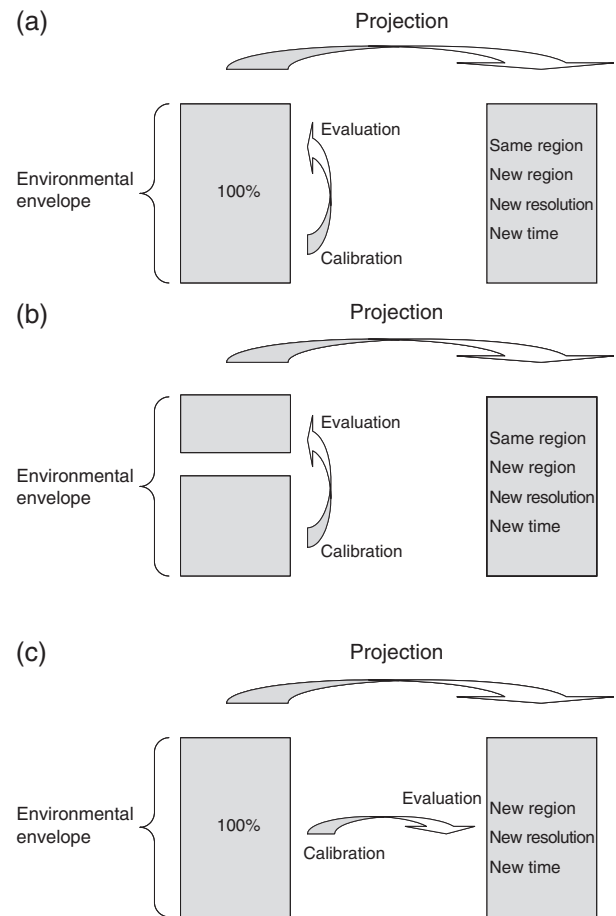 (a)
Projection
Environmental
envelope
100%
Evaluation
Calibration
Same region
New region
New resolution
New time
(b)
Projection
Environmental
envelope
Evaluation
Calibration
Same region
New region
New resolution
New time
(c)
Projection
Environmental
envelope
100%
Evaluation
Calibration
New region
New resolution
New time